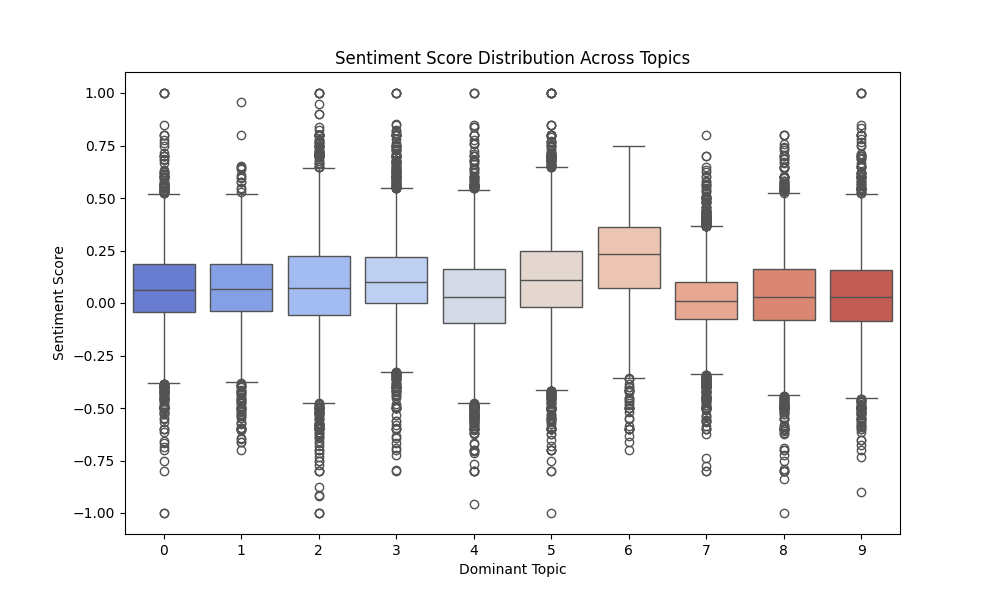 Sentiment Score Distribution Across Topics
1.00
0.75
0.50
0.25
0.00
−0.25
−0.50
−0.75
−1.00
Sentiment Score
0 1 2 3 4 5 6 7 8 9
Dominant Topic